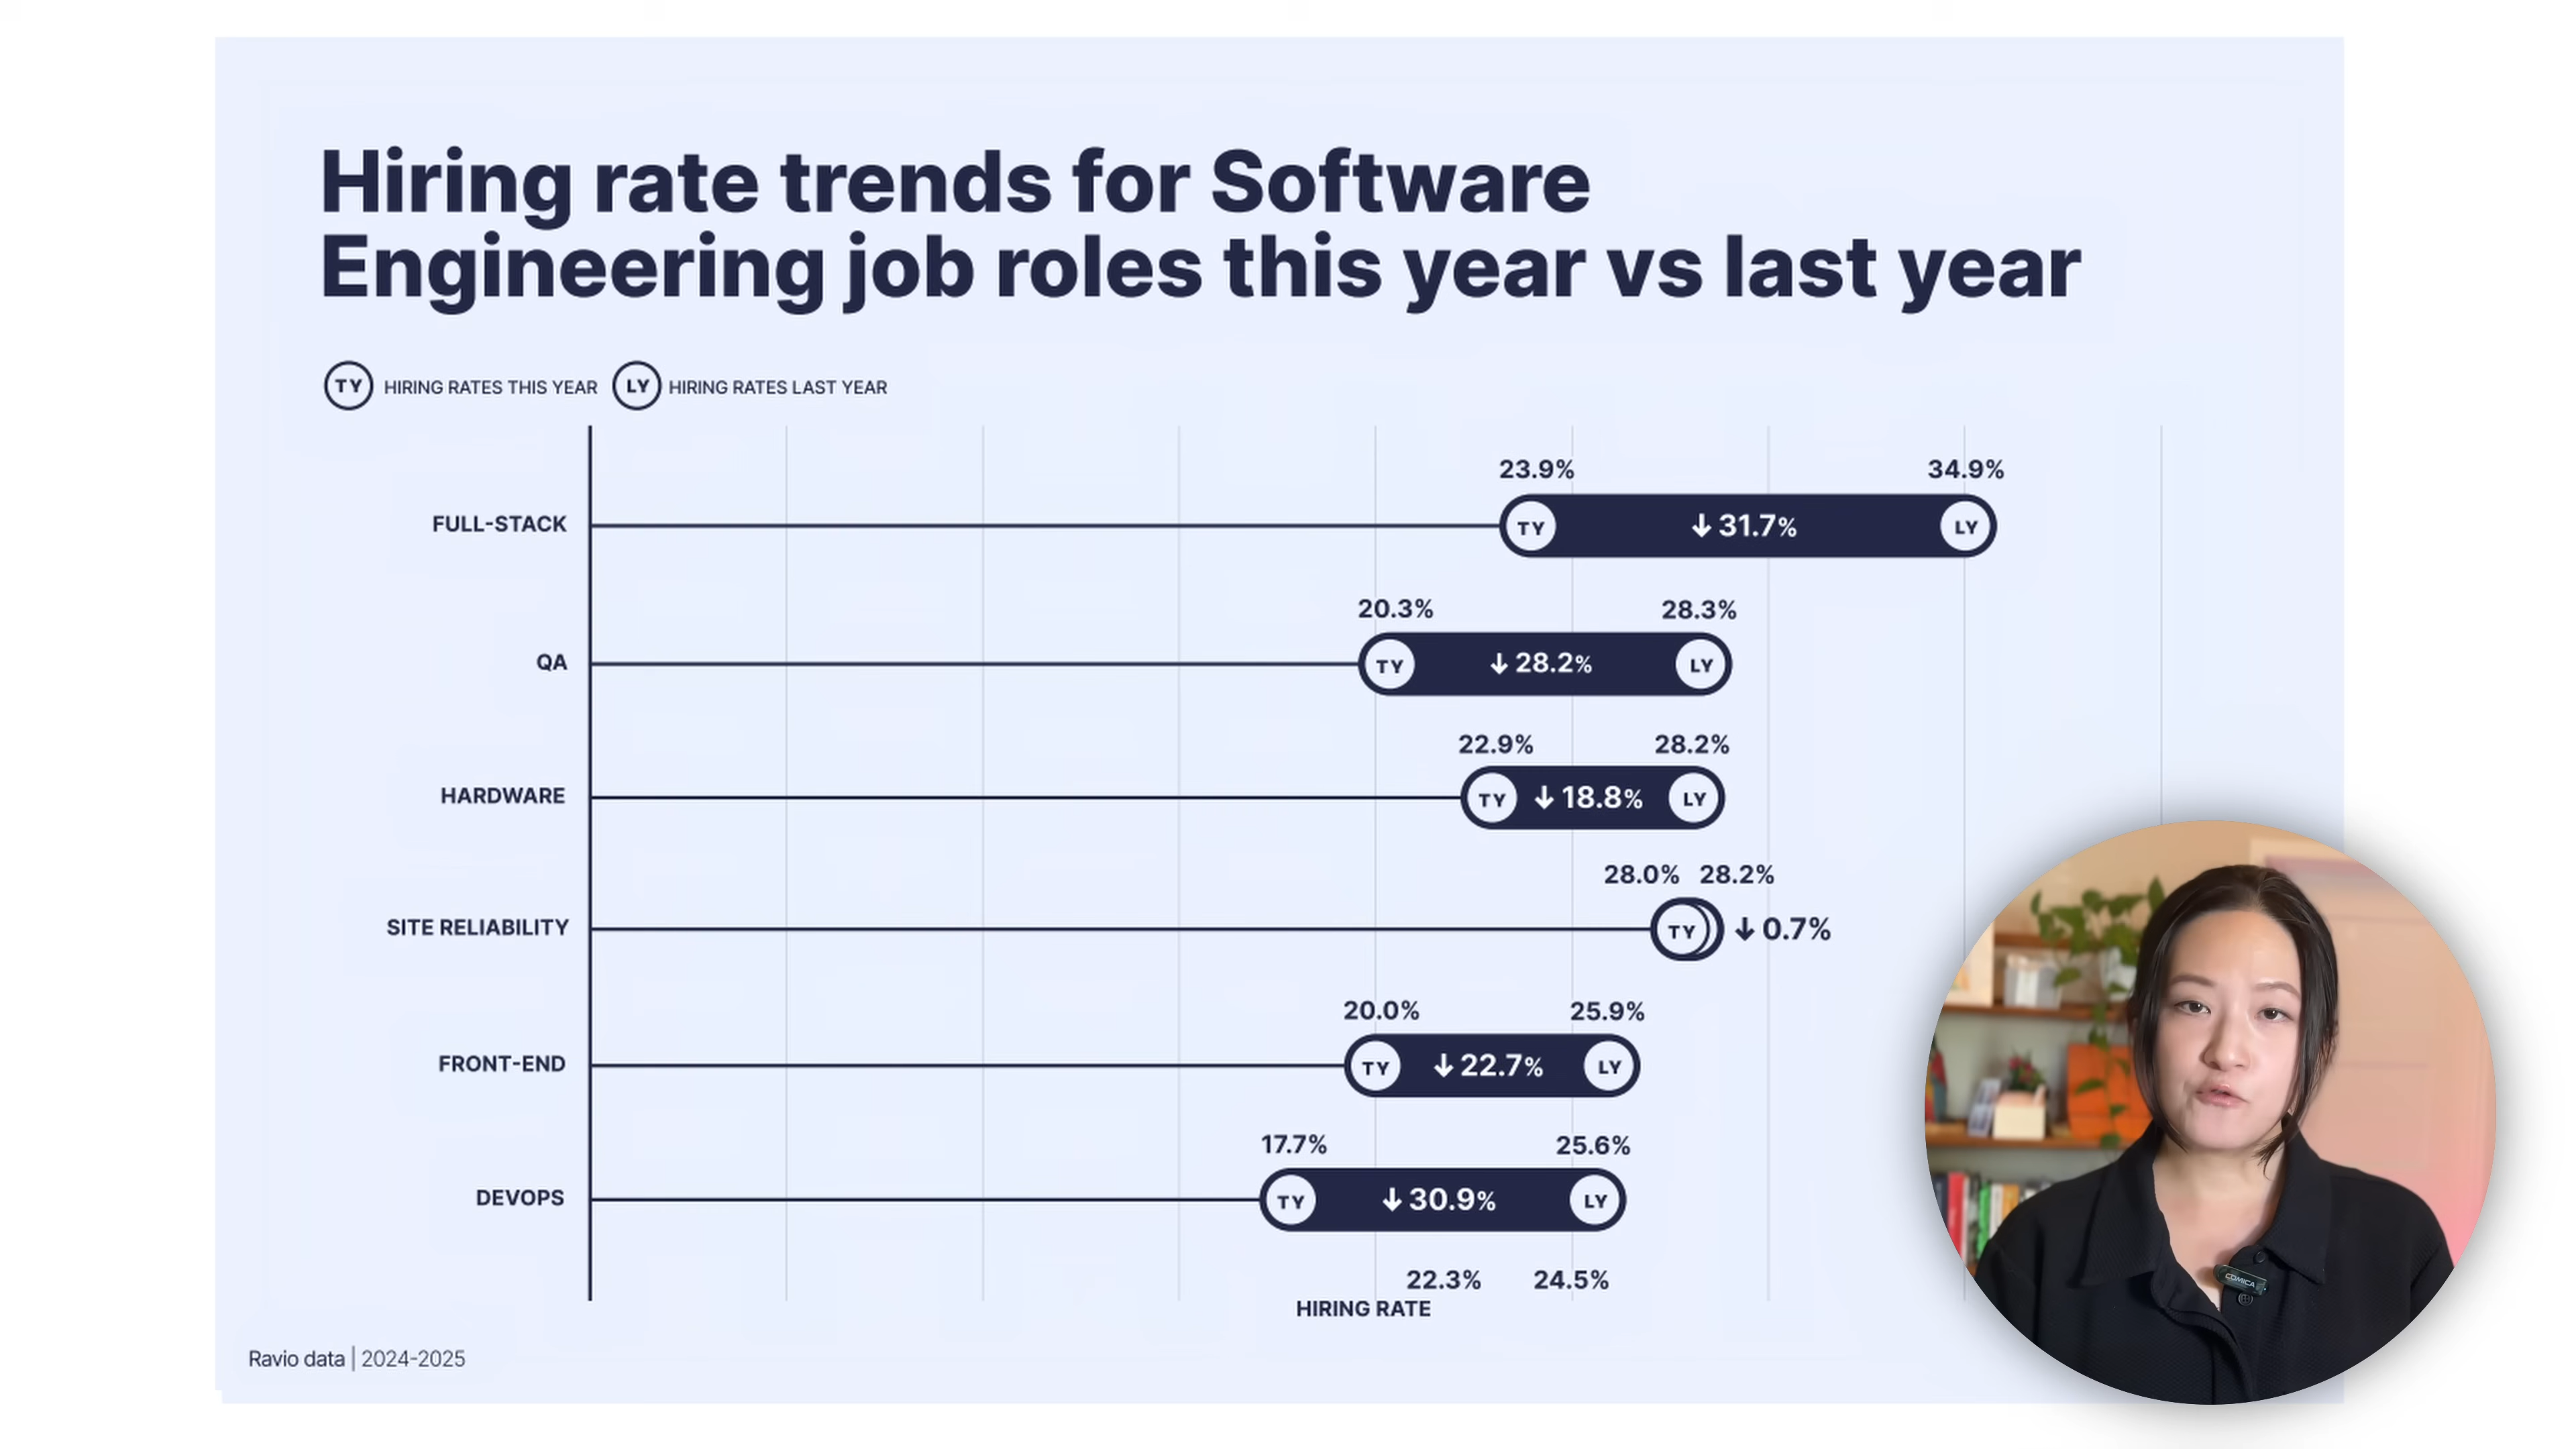 Hiring rate trends for Software
Engineering job roles this year vs last year
TY HIRING RATES THIS YEAR LY HIRING RATES LAST YEAR
23.9% 34.9%
FULL-STACK TY ↓ 31.7% LY
20.3% 28.3%
QA TY ↓ 28.2% LY
22.9% 28.2%
HARDWARE TY ↓ 18.8% LY
28.0% 28.2%
SITE RELIABILITY TY ↓ 0.7%
20.0% 25.9%
FRONT-END TY ↓ 22.7% LY
17.7% 25.6%
DEVOPS TY ↓ 30.9% LY
22.3% 24.5%
HIRING RATE
Ravio data | 2024-2025
COMICA